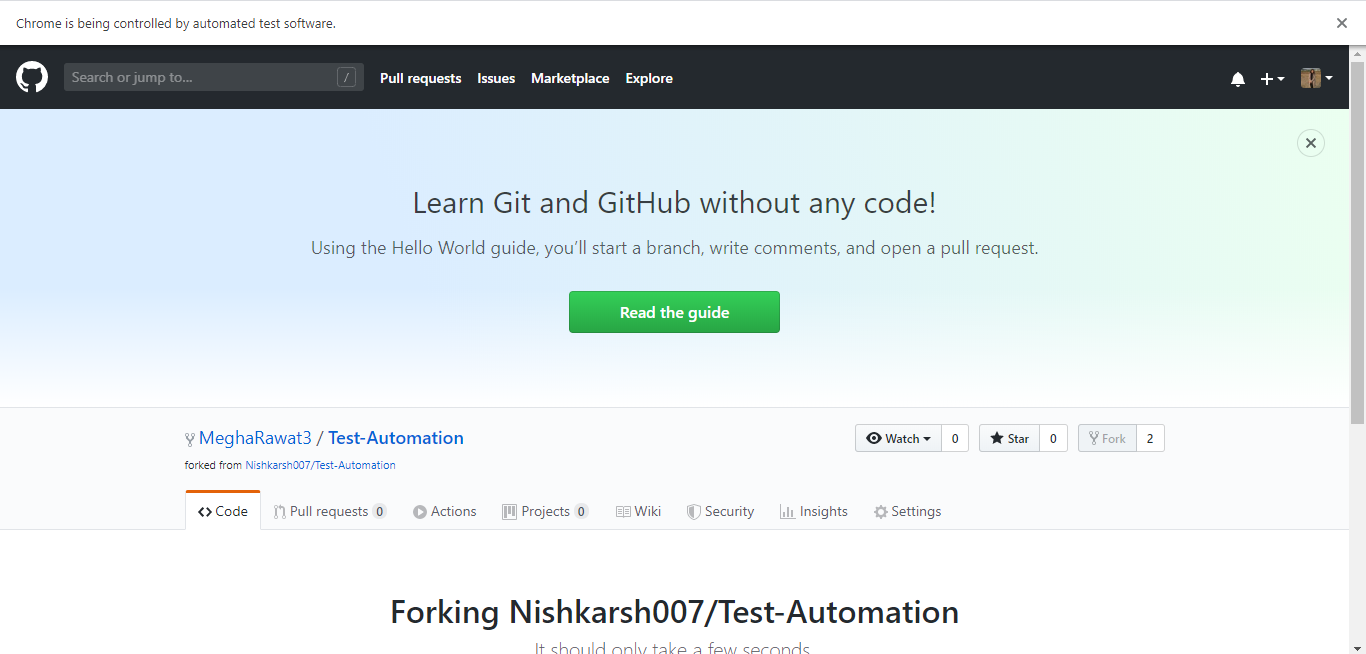 Chrome is being controlled by automated test software.
Search or jump to... / Pull requests Issues Marketplace Explore
Learn Git and GitHub without any code!
Using the Hello World guide, you’ll start a branch, write comments, and open a pull request.
Read the guide
MeghaRawat3 / Test-Automation Watch 0 Star 0 Fork 2
forked from Nishkarsh007/Test-Automation
Code Pull requests 0 Actions Projects 0 Wiki Security Insights Settings
Forking Nishkarsh007/Test-Automation
It should only take a few seconds.